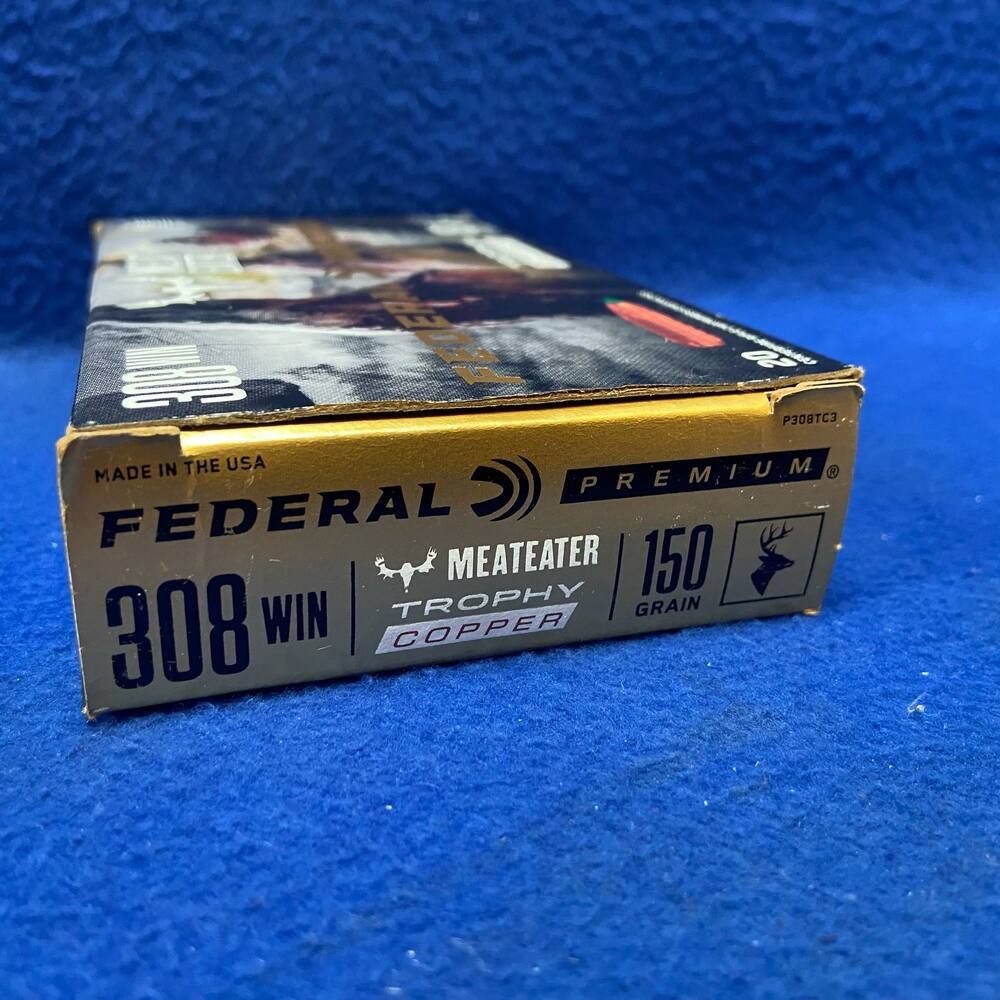 308 WIN
FEDERAL
20
MADE IN THE USA
P308TC3
FEDERAL PREMIUM®
308 WIN
MEATEATER
TROPHY
COPPER
150
GRAIN